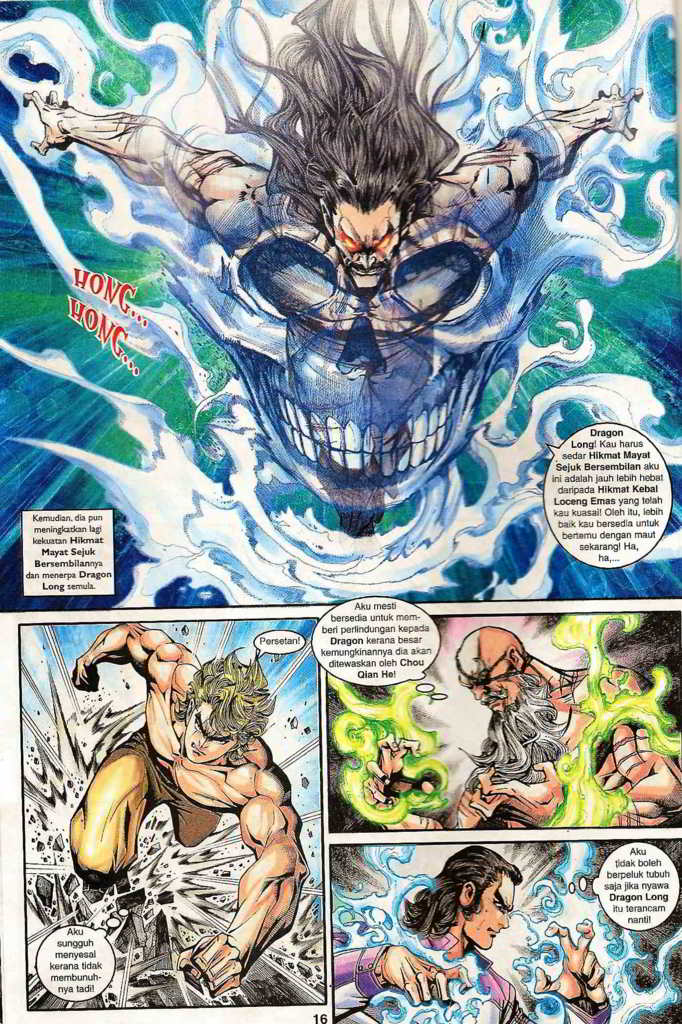 HONG...
HONG...
Dragon
Long! Kau harus
sedar Hikmat Mayat
Sejuk Bersembilan aku
ini adalah jauh lebih hebat
daripada Hikmat Kebal
Loceng Emas yang telah
kau kuasai! Oleh itu, lebih
baik kau bersedia untuk
bertemu dengan maut
sekarang! Ha,
ha,...
Kemudian, dia pun
meningkatkan lagi
kekuatan Hikmat
Mayat Sejuk
Bersembilannya
dan menerpa Dragon
Long semula.
Persetan!
Aku
sungguh
menyesal
kerana tidak
membunuh-
nya tadi!
Aku mesti
bersedia untuk mem-
beri perlindungan kepada
Dragon kerana besar
kemungkinannya dia akan
ditewaskan oleh Chou
Qian He!
Aku
tidak boleh
berpeluk tubuh
saja jika nyawa
Dragon Long
itu terancam
nanti!
16